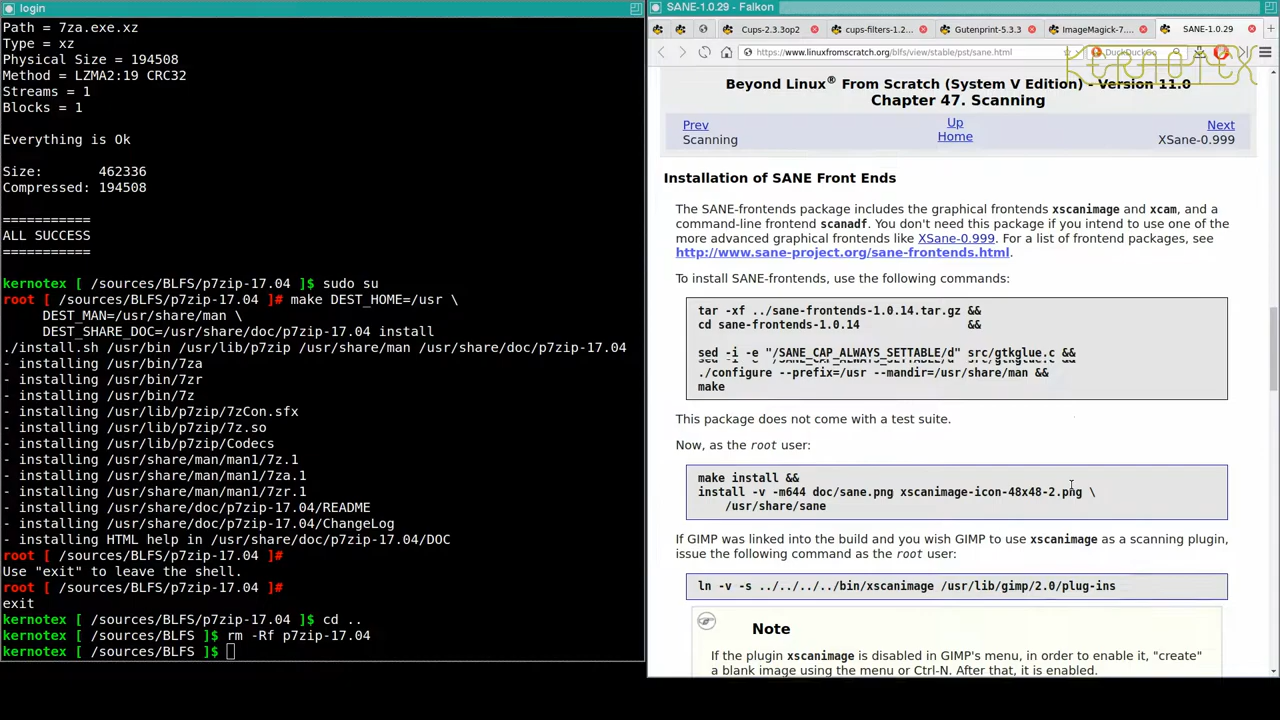 login
Path = 7za.exe.xz
Type = xz
Physical Size = 194508
Method = LZMA2:19 CRC32
Streams = 1
Blocks = 1
Everything is Ok
Size:       462336
Compressed: 194508
===========
ALL SUCCESS
===========
kernotex [ /sources/BLFS/p7zip-17.04 ]$ sudo su
root [ /sources/BLFS/p7zip-17.04 ]# make DEST_HOME=/usr \
     DEST_MAN=/usr/share/man \
     DEST_SHARE_DOC=/usr/share/doc/p7zip-17.04 install
./install.sh /usr/bin /usr/lib/p7zip /usr/share/man /usr/share/doc/p7zip-17.04
- installing /usr/bin/7za
- installing /usr/bin/7zr
- installing /usr/bin/7z
- installing /usr/lib/p7zip/7zCon.sfx
- installing /usr/lib/p7zip/7z.so
- installing /usr/lib/p7zip/Codecs
- installing /usr/share/man/man1/7z.1
- installing /usr/share/man/man1/7za.1
- installing /usr/share/man/man1/7zr.1
- installing /usr/share/doc/p7zip-17.04/README
- installing /usr/share/doc/p7zip-17.04/ChangeLog
- installing HTML help in /usr/share/doc/p7zip-17.04/DOC
root [ /sources/BLFS/p7zip-17.04 ]#
Use "exit" to leave the shell.
root [ /sources/BLFS/p7zip-17.04 ]#
exit
kernotex [ /sources/BLFS/p7zip-17.04 ]$ cd ..
kernotex [ /sources/BLFS ]$ rm -Rf p7zip-17.04
kernotex [ /sources/BLFS ]$
SANE-1.0.29 - Falkon
Cups-2.3.3op2 cups-filters-1.2... Gutenprint-5.3.3 ImageMagick-7.... SANE-1.0.29
https://www.linuxfromscratch.org/blfs/view/stable/pst/sane.html DuckDuckGo
KERNOTEX
Beyond Linux® From Scratch (System V Edition) - Version 11.0
Chapter 47. Scanning
Prev Up Next
Scanning Home XSane-0.999
Installation of SANE Front Ends
The SANE-frontends package includes the graphical frontends xscanimage and xcam, and a
command-line frontend scanadf. You don't need this package if you intend to use one of the
more advanced graphical frontends like XSane-0.999. For a list of frontend packages, see
http://www.sane-project.org/sane-frontends.html.
To install SANE-frontends, use the following commands:
tar -xf ../sane-frontends-1.0.14.tar.gz &&
cd sane-frontends-1.0.14                &&
sed -i -e "/SANE_CAP_ALWAYS_SETTABLE/d" src/gtkglue.c &&
./configure --prefix=/usr --mandir=/usr/share/man &&
make
This package does not come with a test suite.
Now, as the root user:
make install &&
install -v -m644 doc/sane.png xscanimage-icon-48x48-2.png \
    /usr/share/sane
If GIMP was linked into the build and you wish GIMP to use xscanimage as a scanning plugin,
issue the following command as the root user:
ln -v -s ../../../../bin/xscanimage /usr/lib/gimp/2.0/plug-ins
Note
If the plugin xscanimage is disabled in GIMP's menu, in order to enable it, "create"
a blank image using the menu or Ctrl-N. After that, it is enabled.